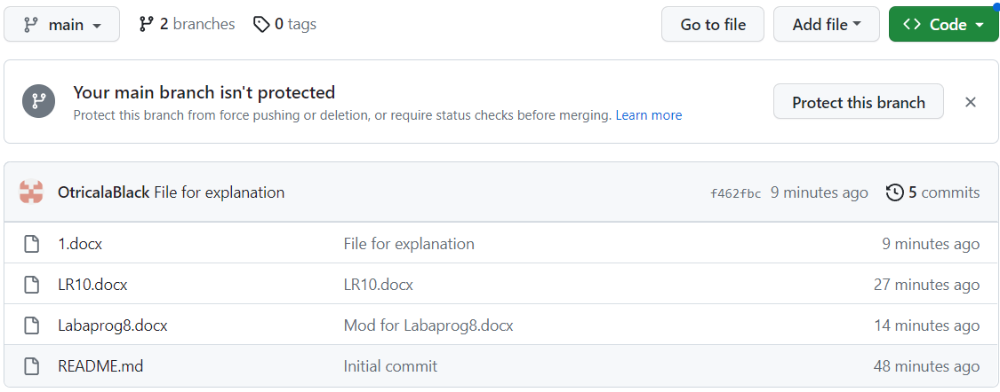 main 2 branches 0 tags Go to file Add file Code
Your main branch isn't protected
Protect this branch from force pushing or deletion, or require status checks before merging. Learn more
Protect this branch
OtricalaBlack File for explanation f462fbc 9 minutes ago 5 commits
1.docx File for explanation 9 minutes ago
LR10.docx LR10.docx 27 minutes ago
Labaprog8.docx Mod for Labaprog8.docx 14 minutes ago
README.md Initial commit 48 minutes ago